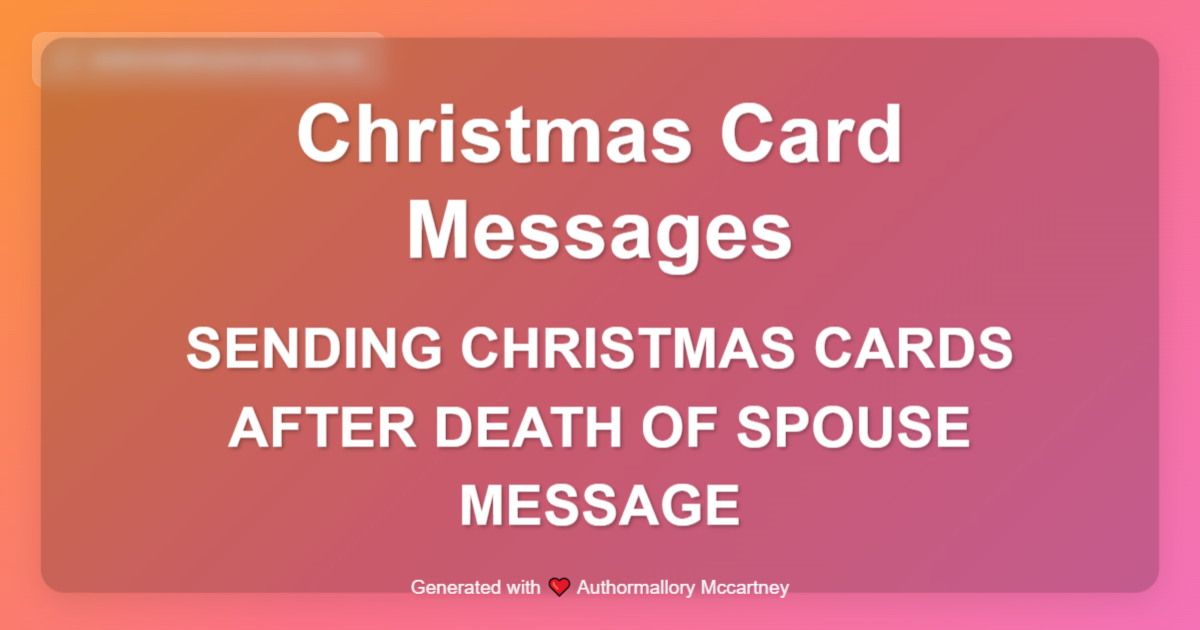 Christmas Card
Messages
SENDING CHRISTMAS CARDS
AFTER DEATH OF SPOUSE
MESSAGE
Generated with ❤️ Authormallory Mccartney